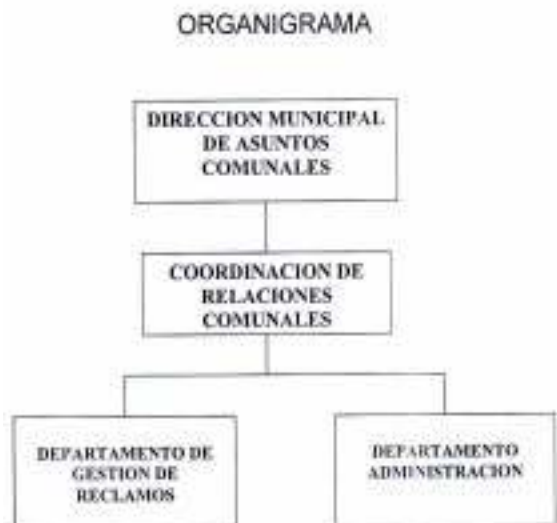 ORGANIGRAMA
DIRECCION MUNICIPAL
DE ASUNTOS
COMUNALES
COORDINACION DE
RELACIONES
COMUNALES
DEPARTAMENTO DE
GESTION DE
RECLAMOS
DEPARTAMENTO
ADMINISTRACION